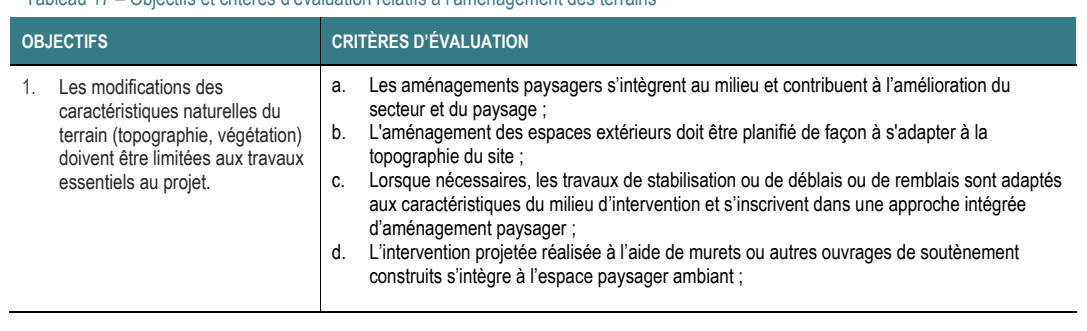 Tableau 17 – Objectifs et critères d'évaluation relatifs à l'aménagement des terrains
OBJECTIFS
CRITÈRES D'ÉVALUATION
1. Les modifications des
caractéristiques naturelles du
terrain (topographie, végétation)
doivent être limitées aux travaux
essentiels au projet.
a. Les aménagements paysagers s'intègrent au milieu et contribuent à l'amélioration du
secteur et du paysage ;
b. L'aménagement des espaces extérieurs doit être planifié de façon à s'adapter à la
topographie du site ;
c. Lorsque nécessaires, les travaux de stabilisation ou de déblais ou de remblais sont adaptés
aux caractéristiques du milieu d'intervention et s'inscrivent dans une approche intégrée
d'aménagement paysager ;
d. L'intervention projetée réalisée à l'aide de murets ou autres ouvrages de soutènement
construits s'intègre à l'espace paysager ambiant ;